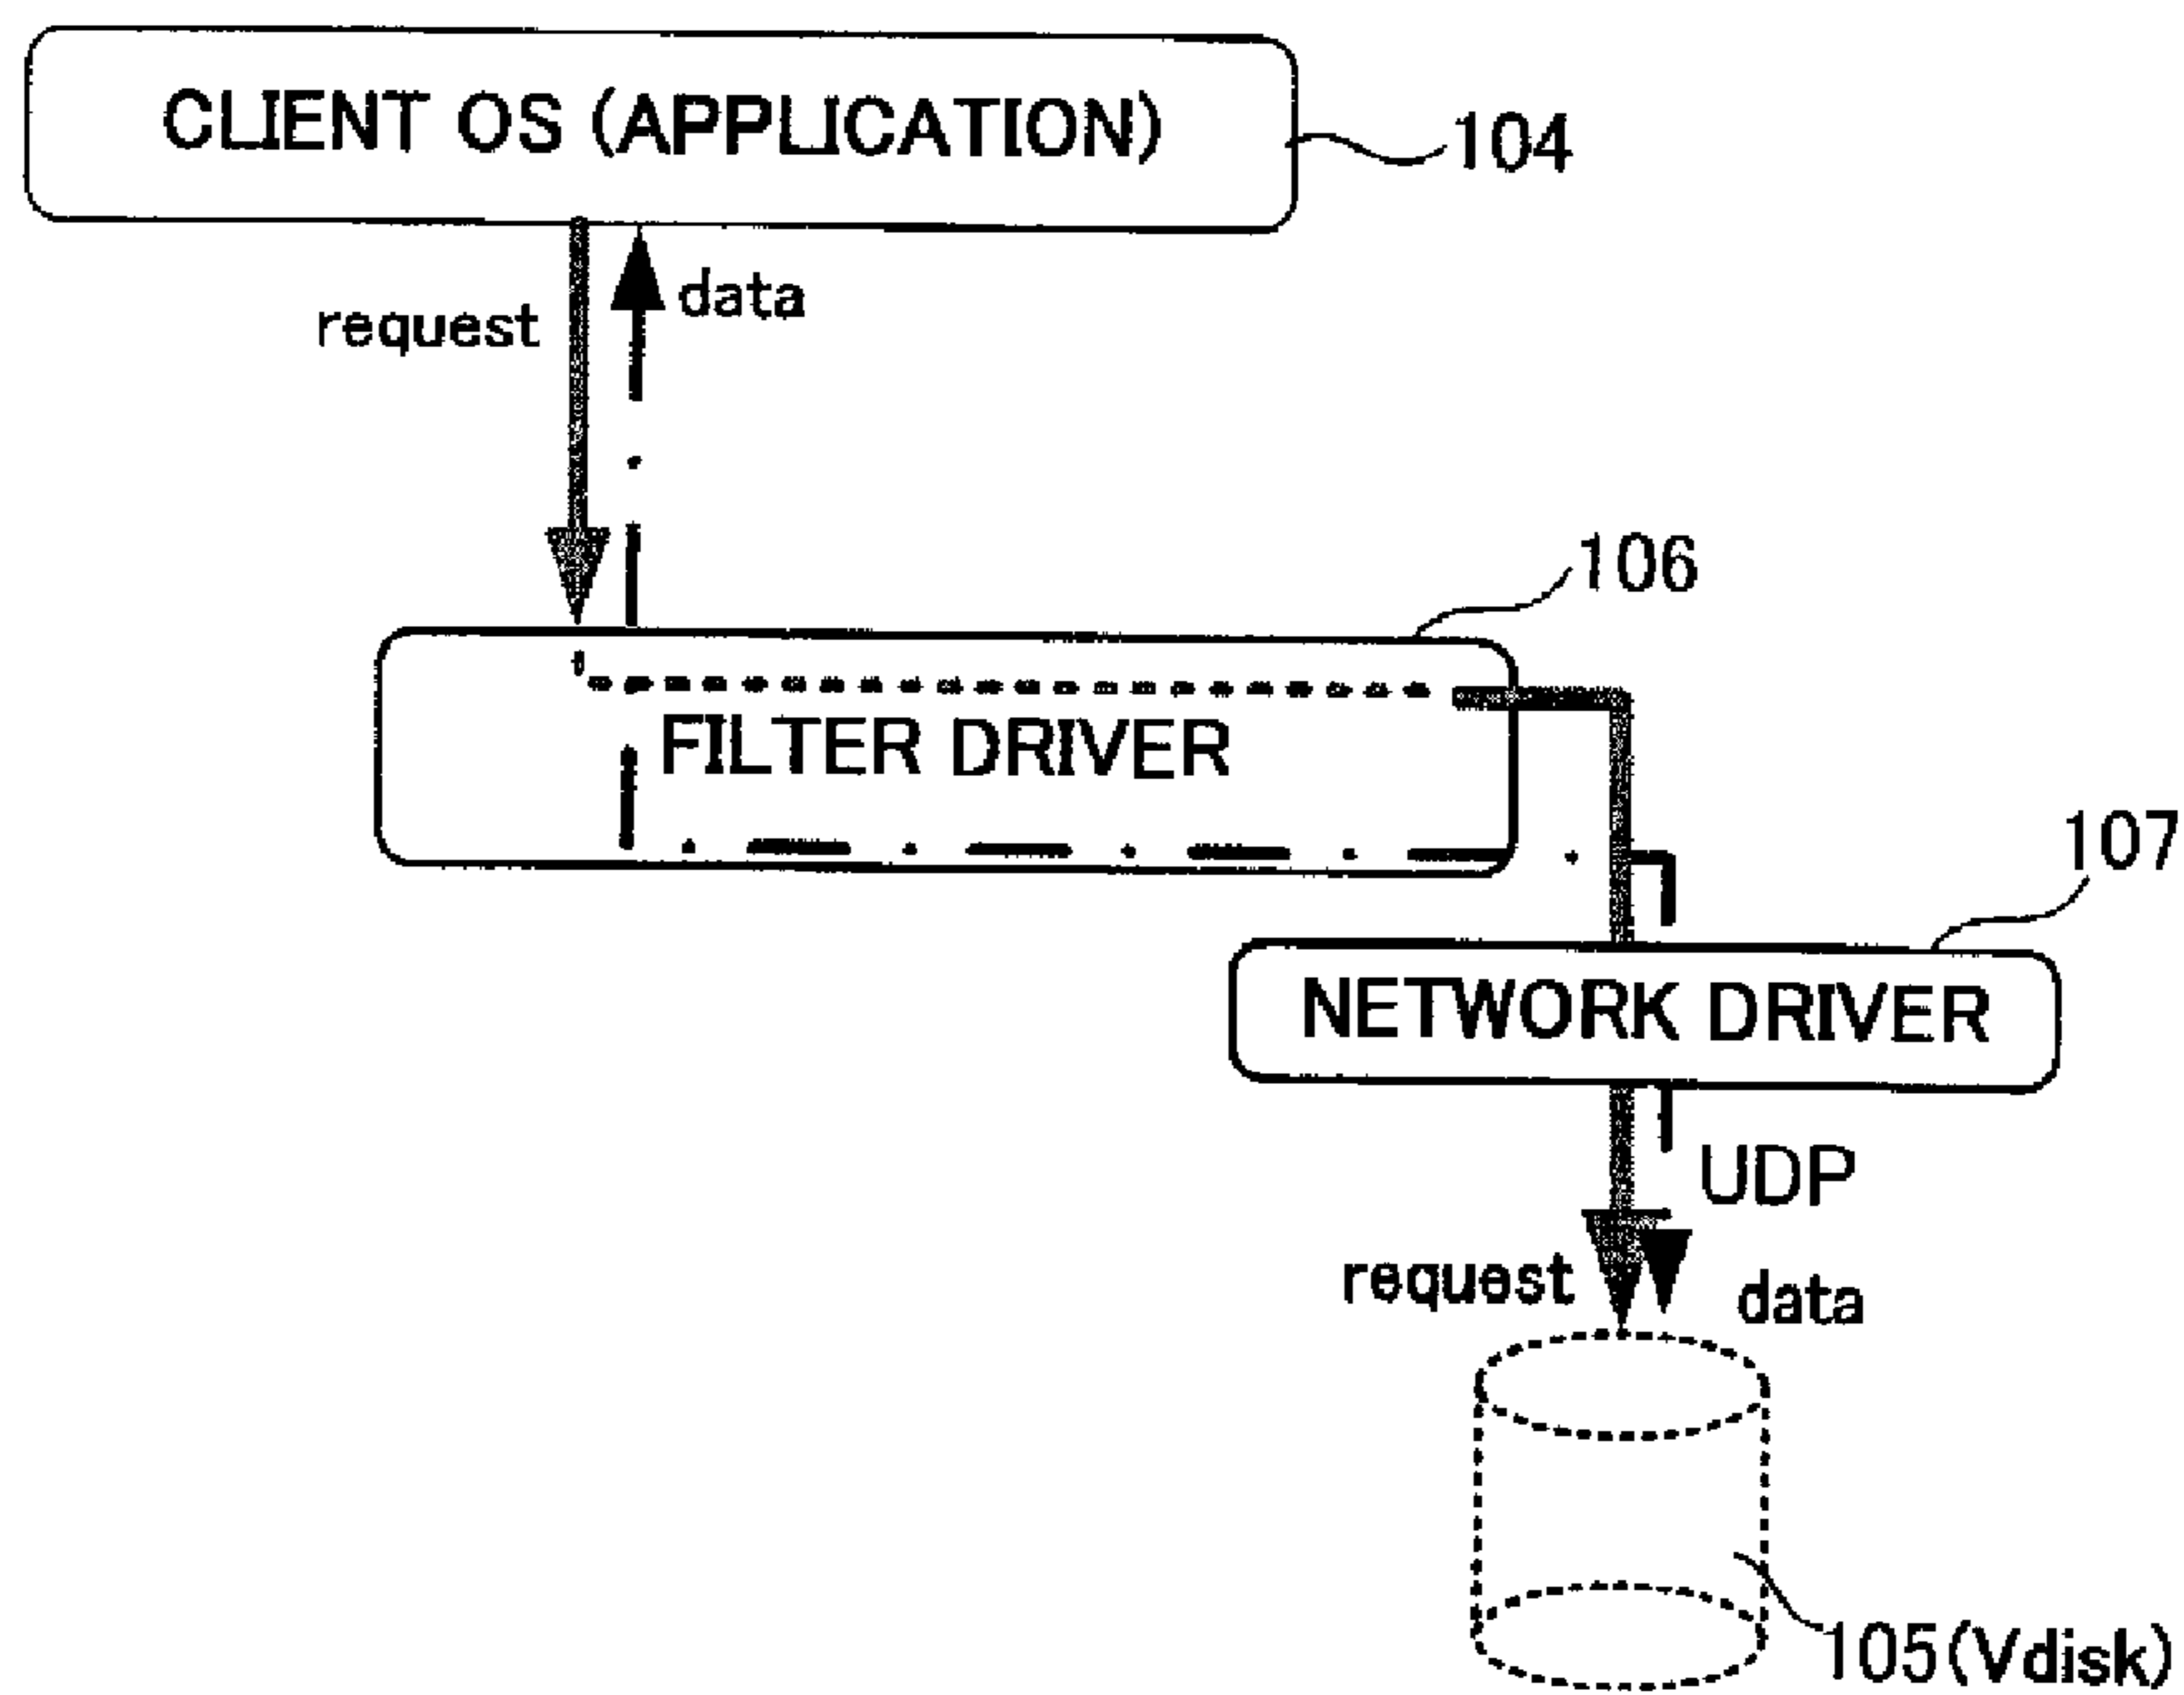 CLIENT OS (APPLICATION)
104
request
data
106
FILTER DRIVER
107
NETWORK DRIVER
UDP
request
data
105(Vdisk)